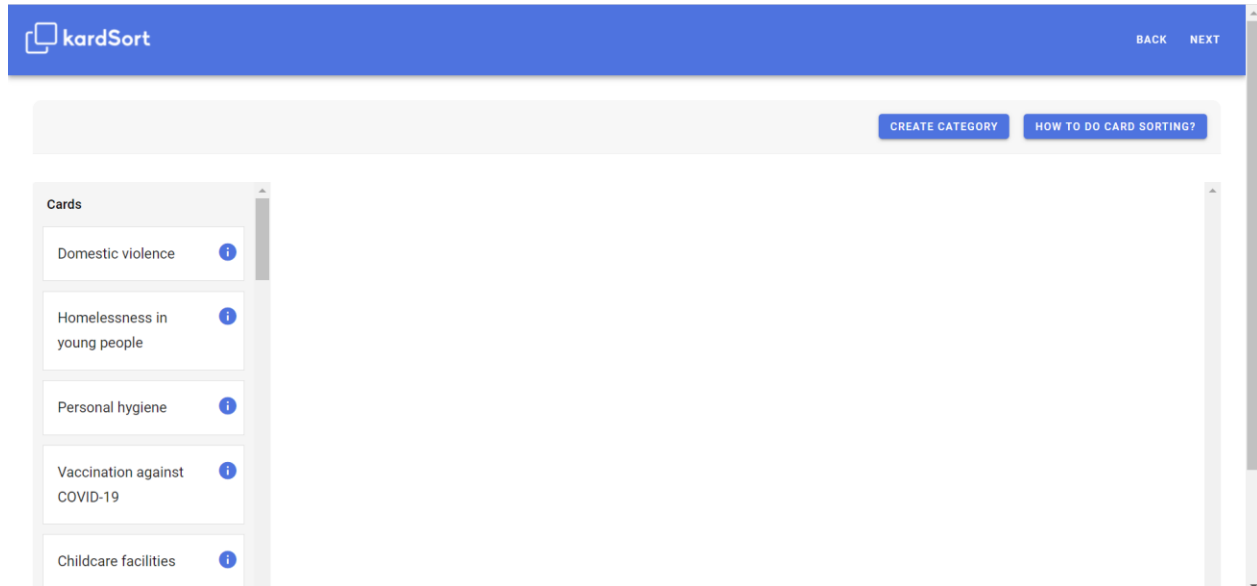 kardSort
BACK NEXT
CREATE CATEGORY HOW TO DO CARD SORTING?
Cards
Domestic violence
Homelessness in
young people
Personal hygiene
Vaccination against
COVID-19
Childcare facilities